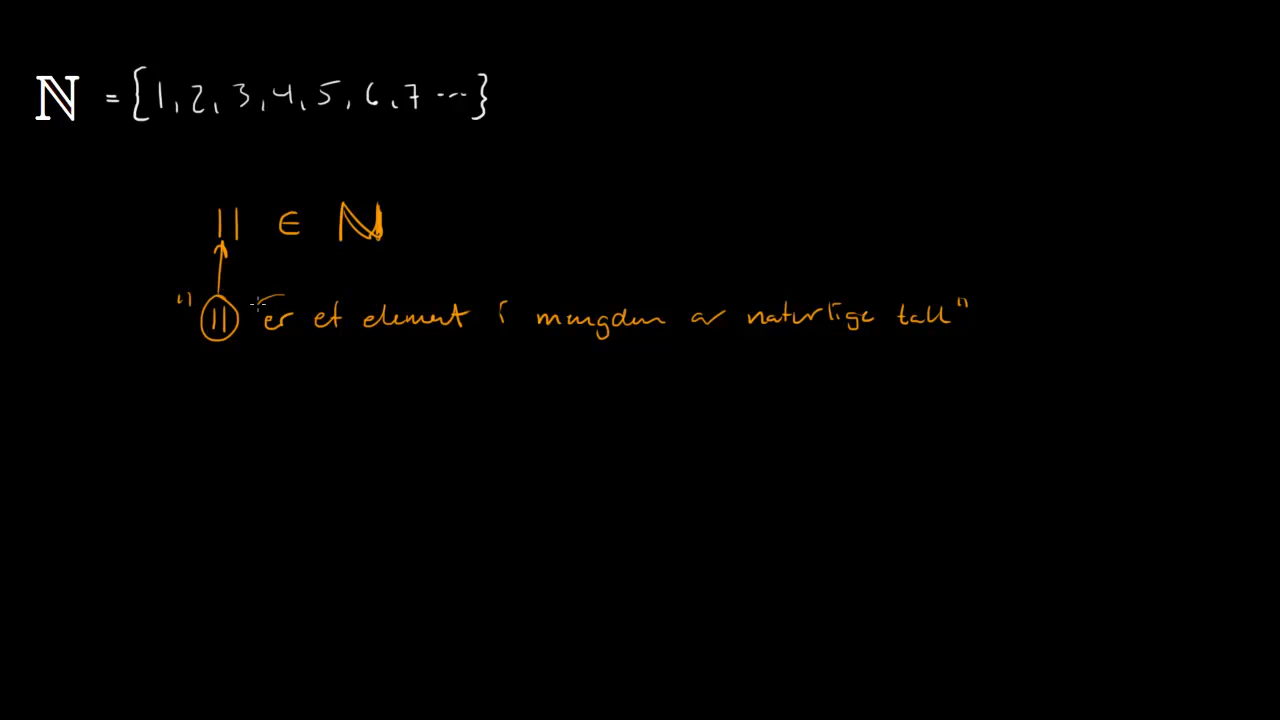 ℕ = {1, 2, 3, 4, 5, 6, 7 ...}
11 ∈ ℕ
"11 er et element i mengden av naturlige tall"